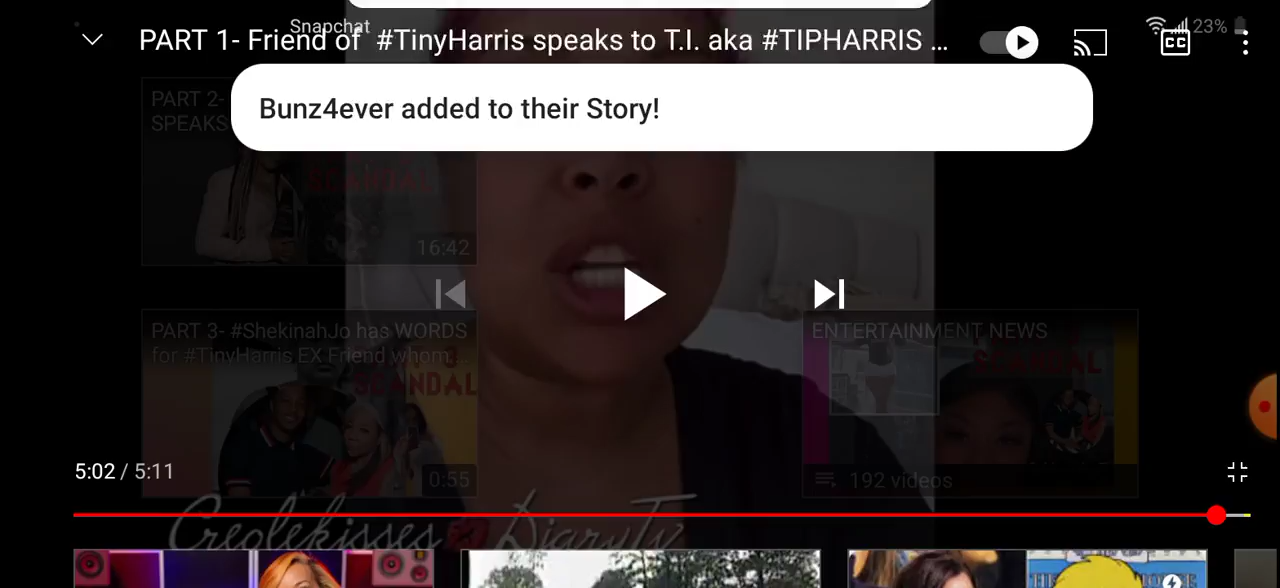 Snapchat
23%
PART 1- Friend of #TinyHarris speaks to T.I. aka #TIPHARRIS ...
CC
Bunz4ever added to their Story!
PART 2-
SPEAKS
SCANDAL
16:42
PART 3- #ShekinahJo has WORDS
for #TinyHarris EX Friend whom...
SCANDAL
0:55
ENTERTAINMENT NEWS
SCANDAL
192 videos
5:02 / 5:11
Creolekisses DiaryTv